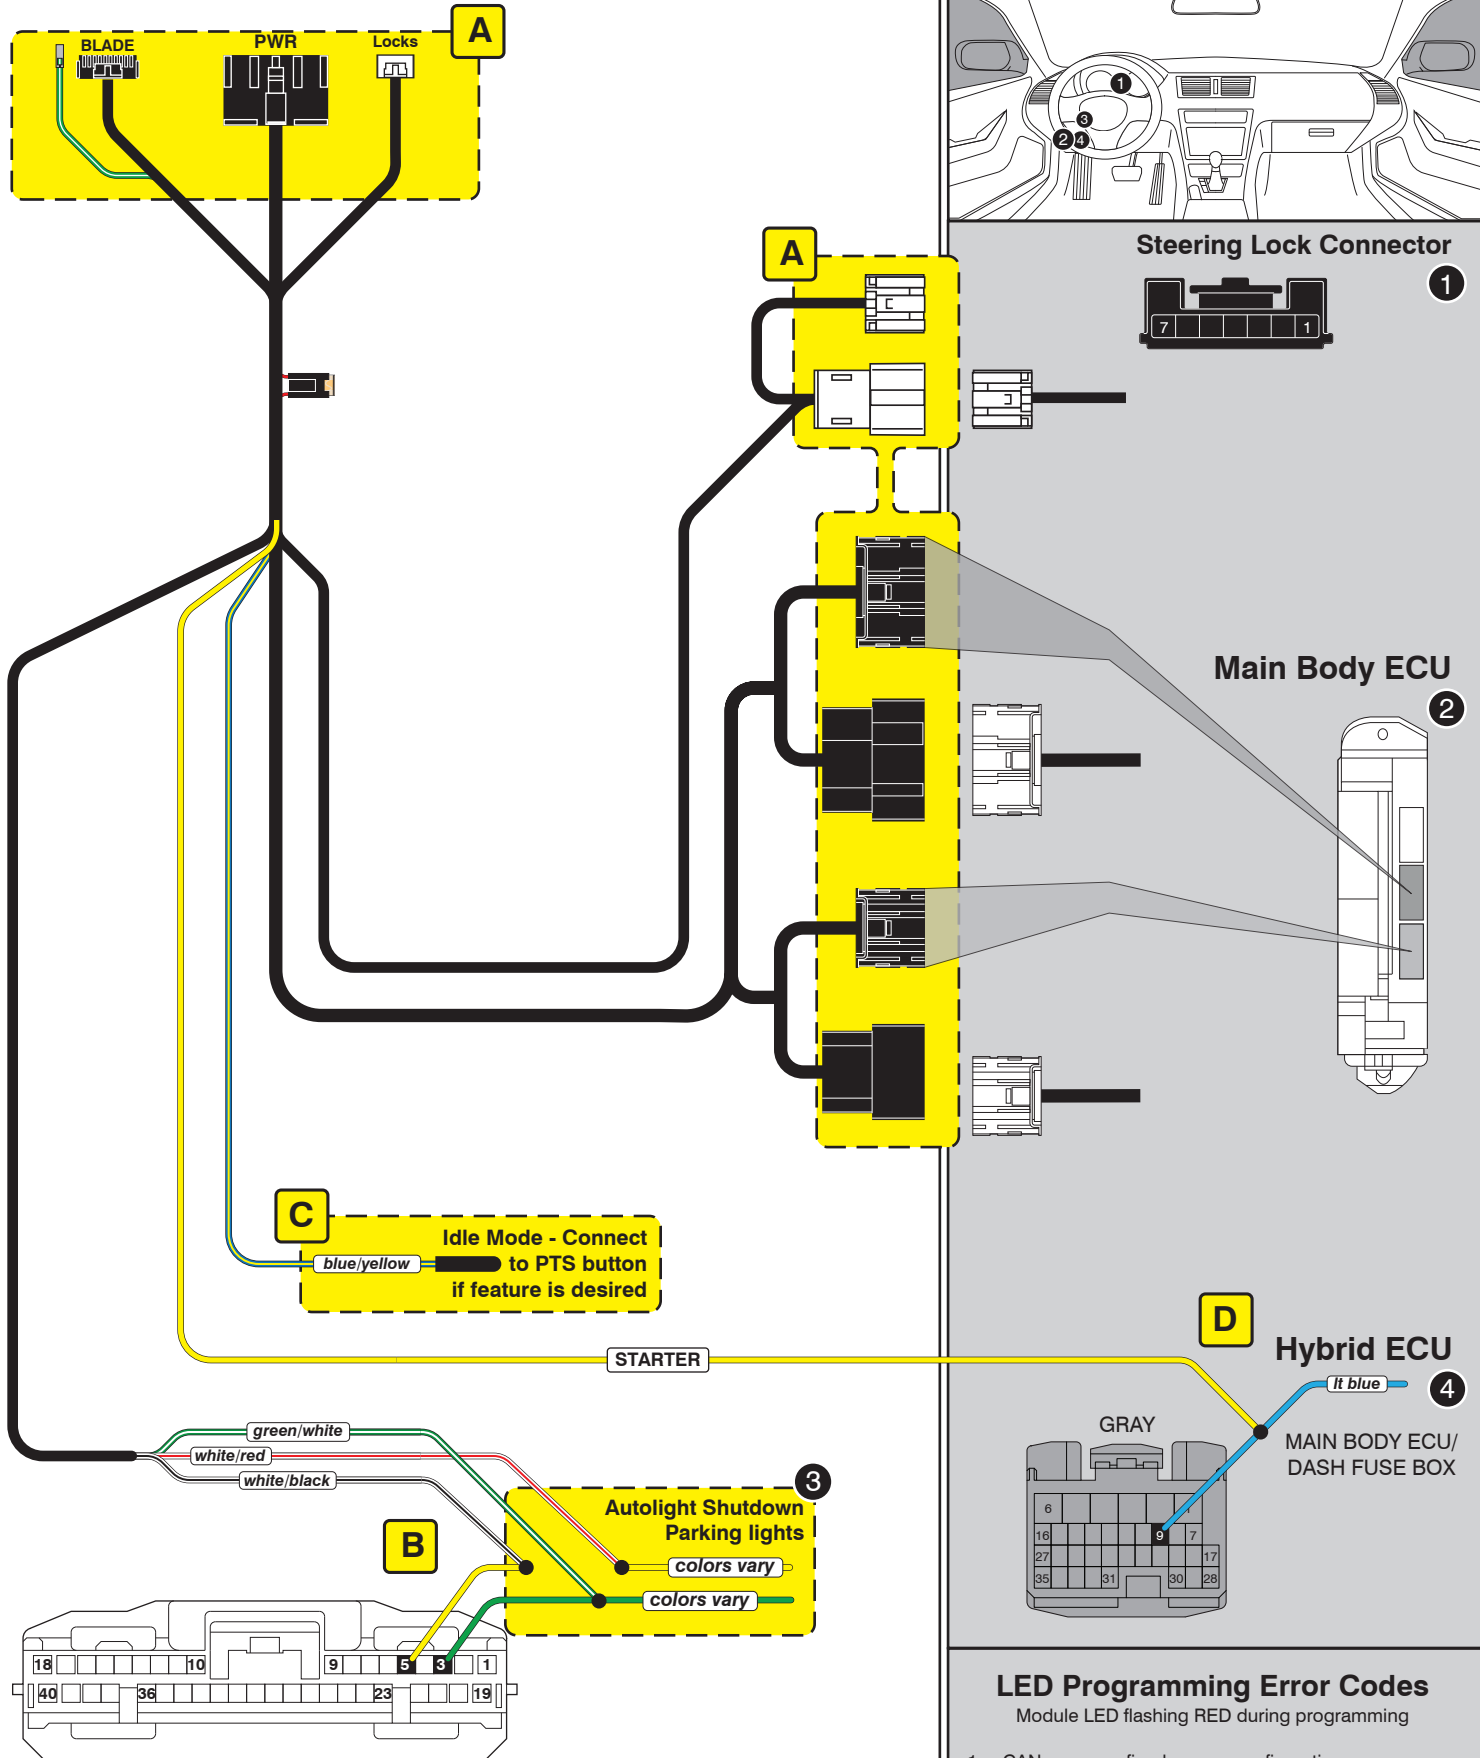 A
BLADE
PWR
Locks
1
3
2
4
Steering Lock Connector
1
7
1
A
Main Body ECU
2
C
Idle Mode - Connect
to PTS button
if feature is desired
blue/yellow
D
STARTER
Hybrid ECU
4
lt blue
GRAY
MAIN BODY ECU/
DASH FUSE BOX
6
16
9
7
27
17
35
31
30
28
green/white
white/red
white/black
3
Autolight Shutdown
Parking lights
B
colors vary
colors vary
18
10
9
5
3
1
40
36
23
19
LED Programming Error Codes
Module LED flashing RED during programming